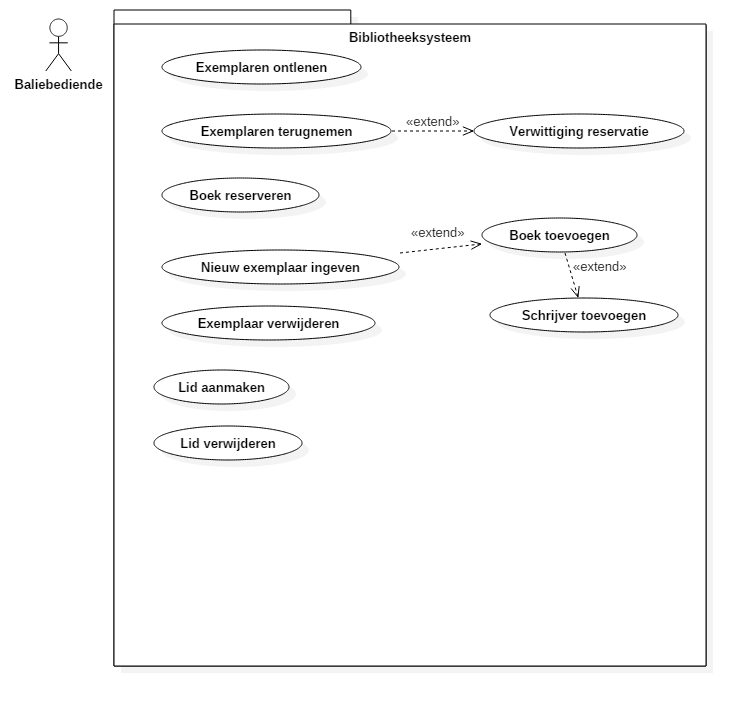 Baliebediende
Bibliotheeksysteem
Exemplaren ontlenen
Exemplaren terugnemen
«extend»
Verwittiging reservatie
Boek reserveren
«extend»
Boek toevoegen
Nieuw exemplaar ingeven
«extend»
Exemplaar verwijderen
Schrijver toevoegen
Lid aanmaken
Lid verwijderen